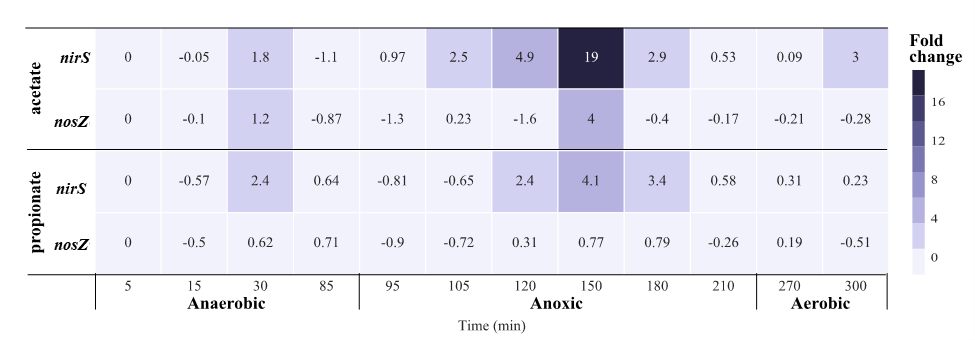 Fold
change
acetate
nirS 0 -0.05 1.8 -1.1 0.97 2.5 4.9 19 2.9 0.53 0.09 3
nosZ 0 -0.1 1.2 -0.87 -1.3 0.23 -1.6 4 -0.4 -0.17 -0.21 -0.28
propionate
nirS 0 -0.57 2.4 0.64 -0.81 -0.65 2.4 4.1 3.4 0.58 0.31 0.23
nosZ 0 -0.5 0.62 0.71 -0.9 -0.72 0.31 0.77 0.79 -0.26 0.19 -0.51
16
12
8
4
0
5 15 30 85 95 105 120 150 180 210 270 300
Anaerobic Anoxic Aerobic
Time (min)